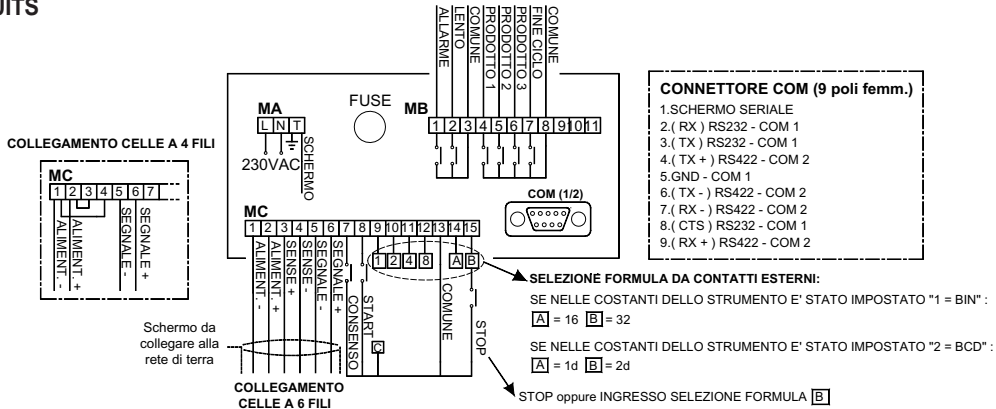 UITS
ALLARME
LENTO
COMUNE
PRODOTTO 1
PRODOTTO 2
PRODOTTO 3
FINE CICLO
COMUNE
MA
L N T
230VAC
SCHERMO
FUSE
MB
1 2 3 4 5 6 7 8 9 10 11
CONNETTORE COM (9 poli femm.)
1.SCHERMO SERIALE
2.( RX ) RS232 - COM 1
3.( TX ) RS232 - COM 1
4.( TX + ) RS422 - COM 2
5.GND - COM 1
6.( TX - ) RS422 - COM 2
7.( RX - ) RS422 - COM 2
8.( CTS ) RS232 - COM 1
9.( RX + ) RS422 - COM 2
COLLEGAMENTO CELLE A 4 FILI
MC
1 2 3 4 5 6 7
ALIMENT. -
ALIMENT. +
SEGNALE -
SEGNALE +
COM (1/2)
MC
1 2 3 4 5 6 7 8 9 10 11 12 13 14 15
ALIMENT. -
ALIMENT. +
SENSE +
SENSE -
SEGNALE -
SEGNALE +
CONSENSO
START
C
1 2 4 8
COMUNE
A B
STOP
Schermo da
collegare alla
rete di terra
COLLEGAMENTO
CELLE A 6 FILI
SELEZIONE FORMULA DA CONTATTI ESTERNI:
SE NELLE COSTANTI DELLO STRUMENTO E' STATO IMPOSTATO "1 = BIN" :
A = 16 B = 32
SE NELLE COSTANTI DELLO STRUMENTO E' STATO IMPOSTATO "2 = BCD" :
A = 1d B = 2d
STOP oppure INGRESSO SELEZIONE FORMULA B